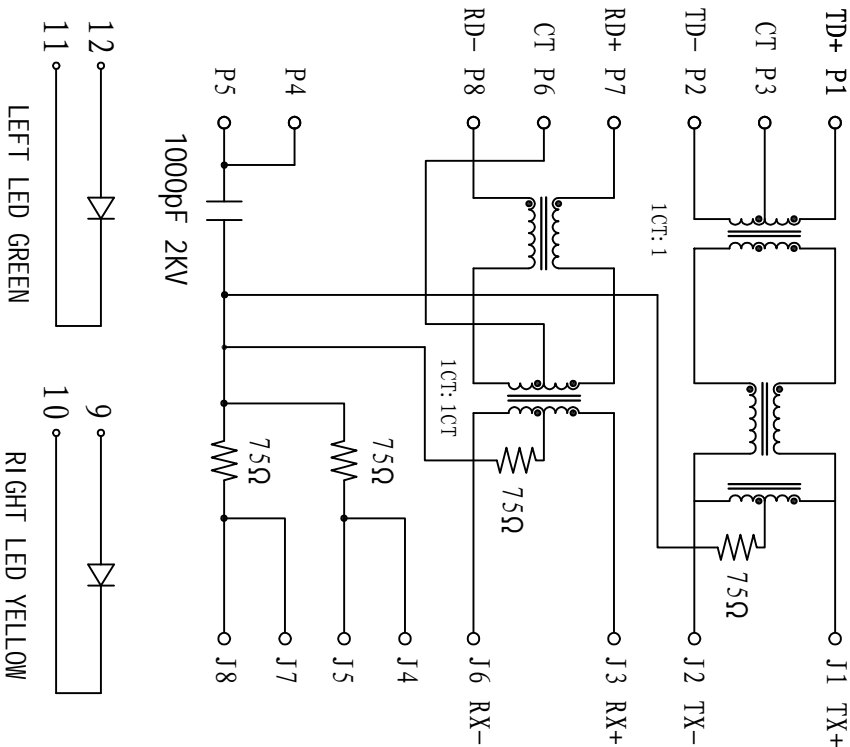 TD+ P1
J1 TX+
CT P3
75Ω
TD- P2
J2 TX-
1CT: 1
RD+ P7
J3 RX+
CT P6
75Ω
RD- P8
J6 RX-
1CT: 1CT
J4
75Ω
J5
P4
J7
75Ω
P5
J8
1000pF 2KV
12
9
11
10
LEFT LED GREEN
RIGHT LED YELLOW